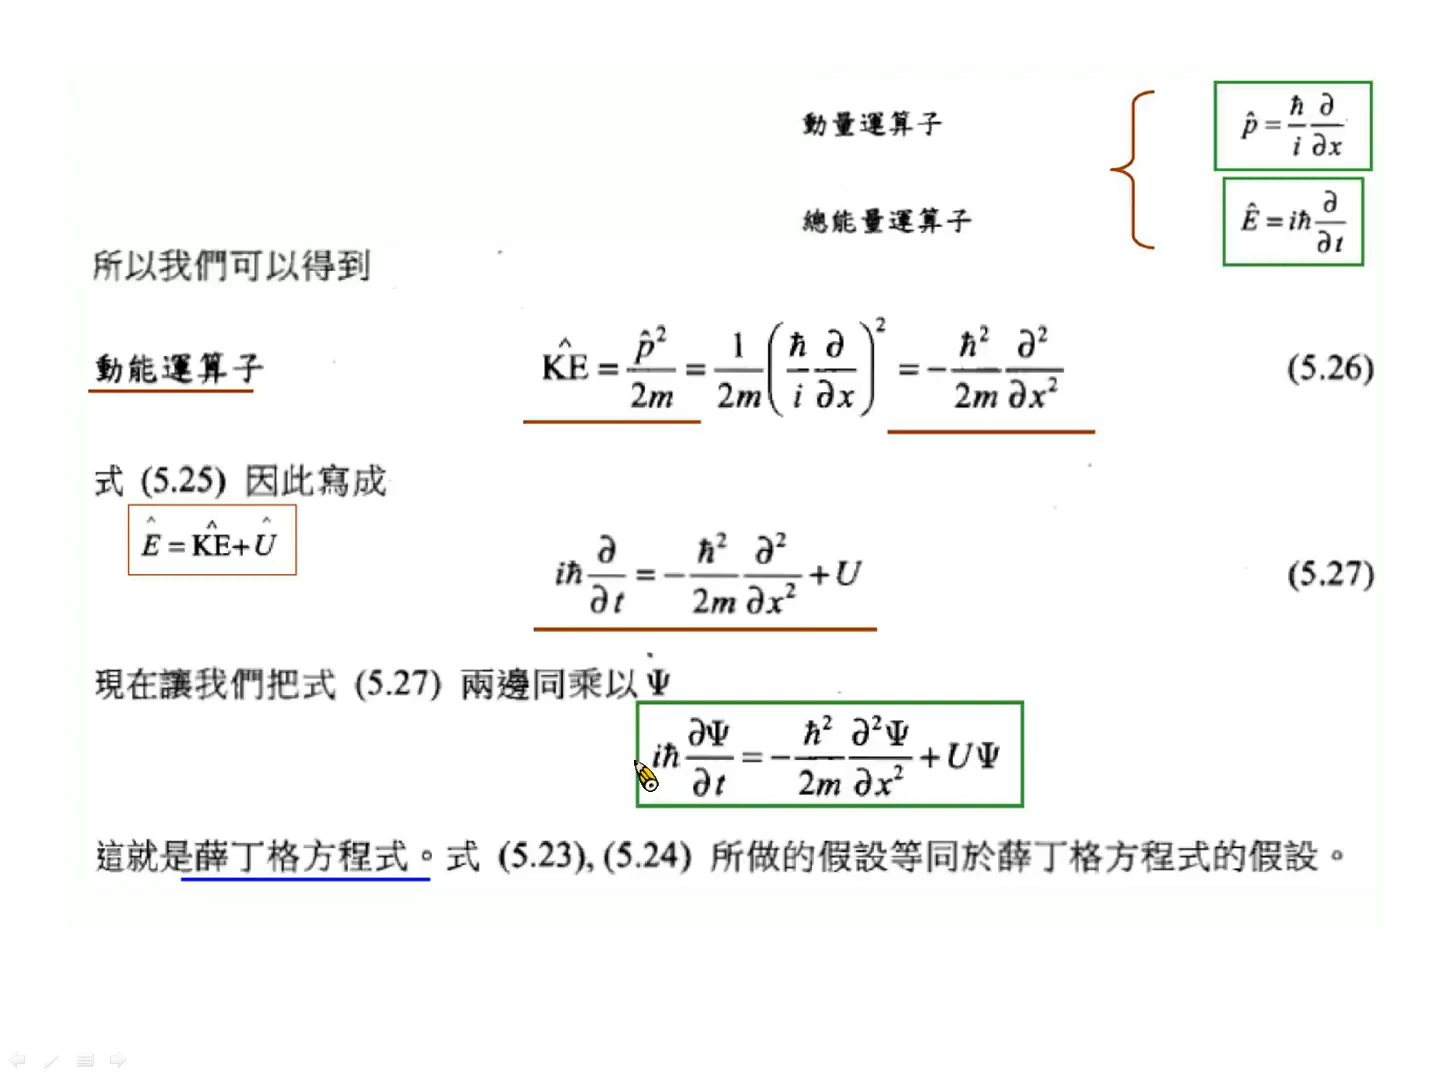 動量運算子 p̂ = ħ/i ∂/∂x
總能量運算子 Ê = iħ ∂/∂t
所以我們可以得到
動能運算子 K̂E = p̂²/2m = 1/2m (ħ/i ∂/∂x)² = − ħ²/2m ∂²/∂x² (5.26)
式 (5.25) 因此寫成
Ê = K̂E + Û
iħ ∂/∂t = − ħ²/2m ∂²/∂x² + U (5.27)
現在讓我們把式 (5.27) 兩邊同乘以 Ψ
iħ ∂Ψ/∂t = − ħ²/2m ∂²Ψ/∂x² + UΨ
這就是薛丁格方程式。式 (5.23), (5.24) 所做的假設等同於薛丁格方程式的假設。